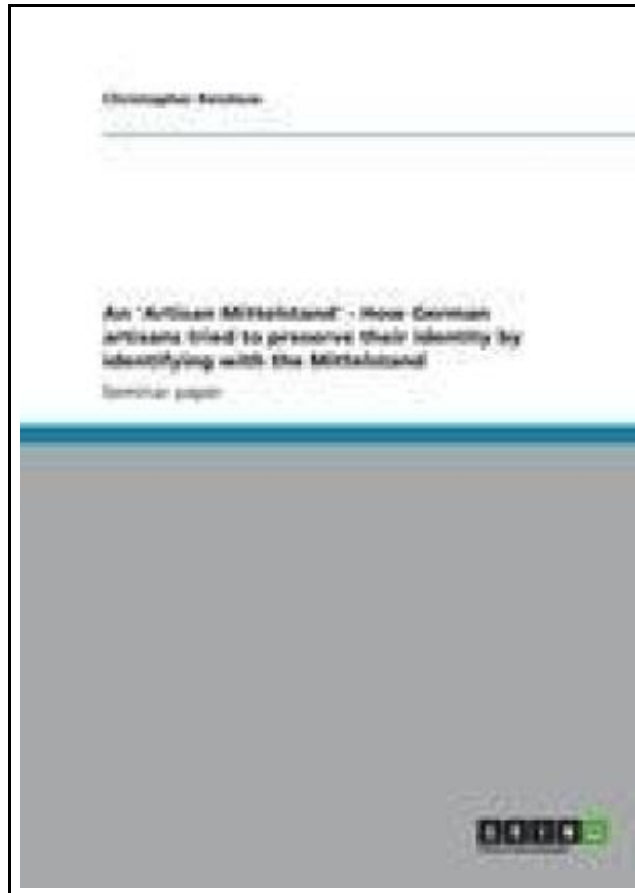 Christopher
An 'Artisan Mittelstand' - How German
artisans tried to preserve their identity by
identifying with the Mittelstand
Seminar paper
GRIN